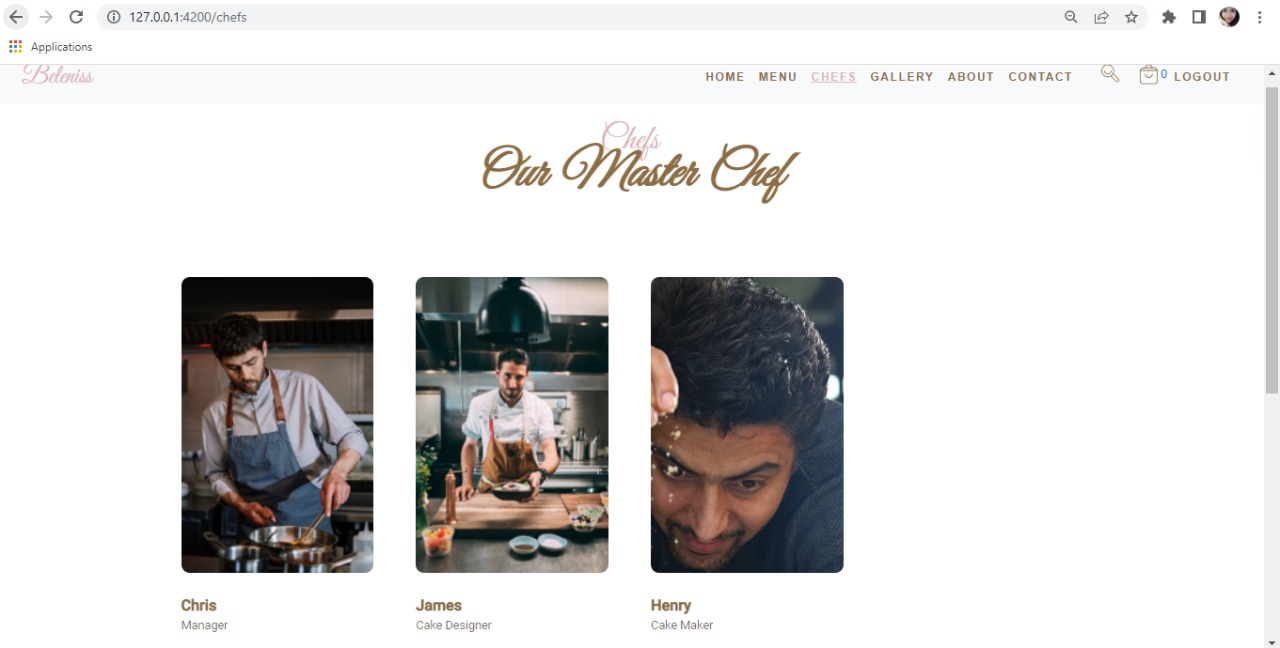 127.0.0.1:4200/chefs
Applications
Beleniss
HOME MENU CHEFS GALLERY ABOUT CONTACT 0 LOGOUT
Chefs
Our Master Chef
Chris James Henry
Manager Cake Designer Cake Maker